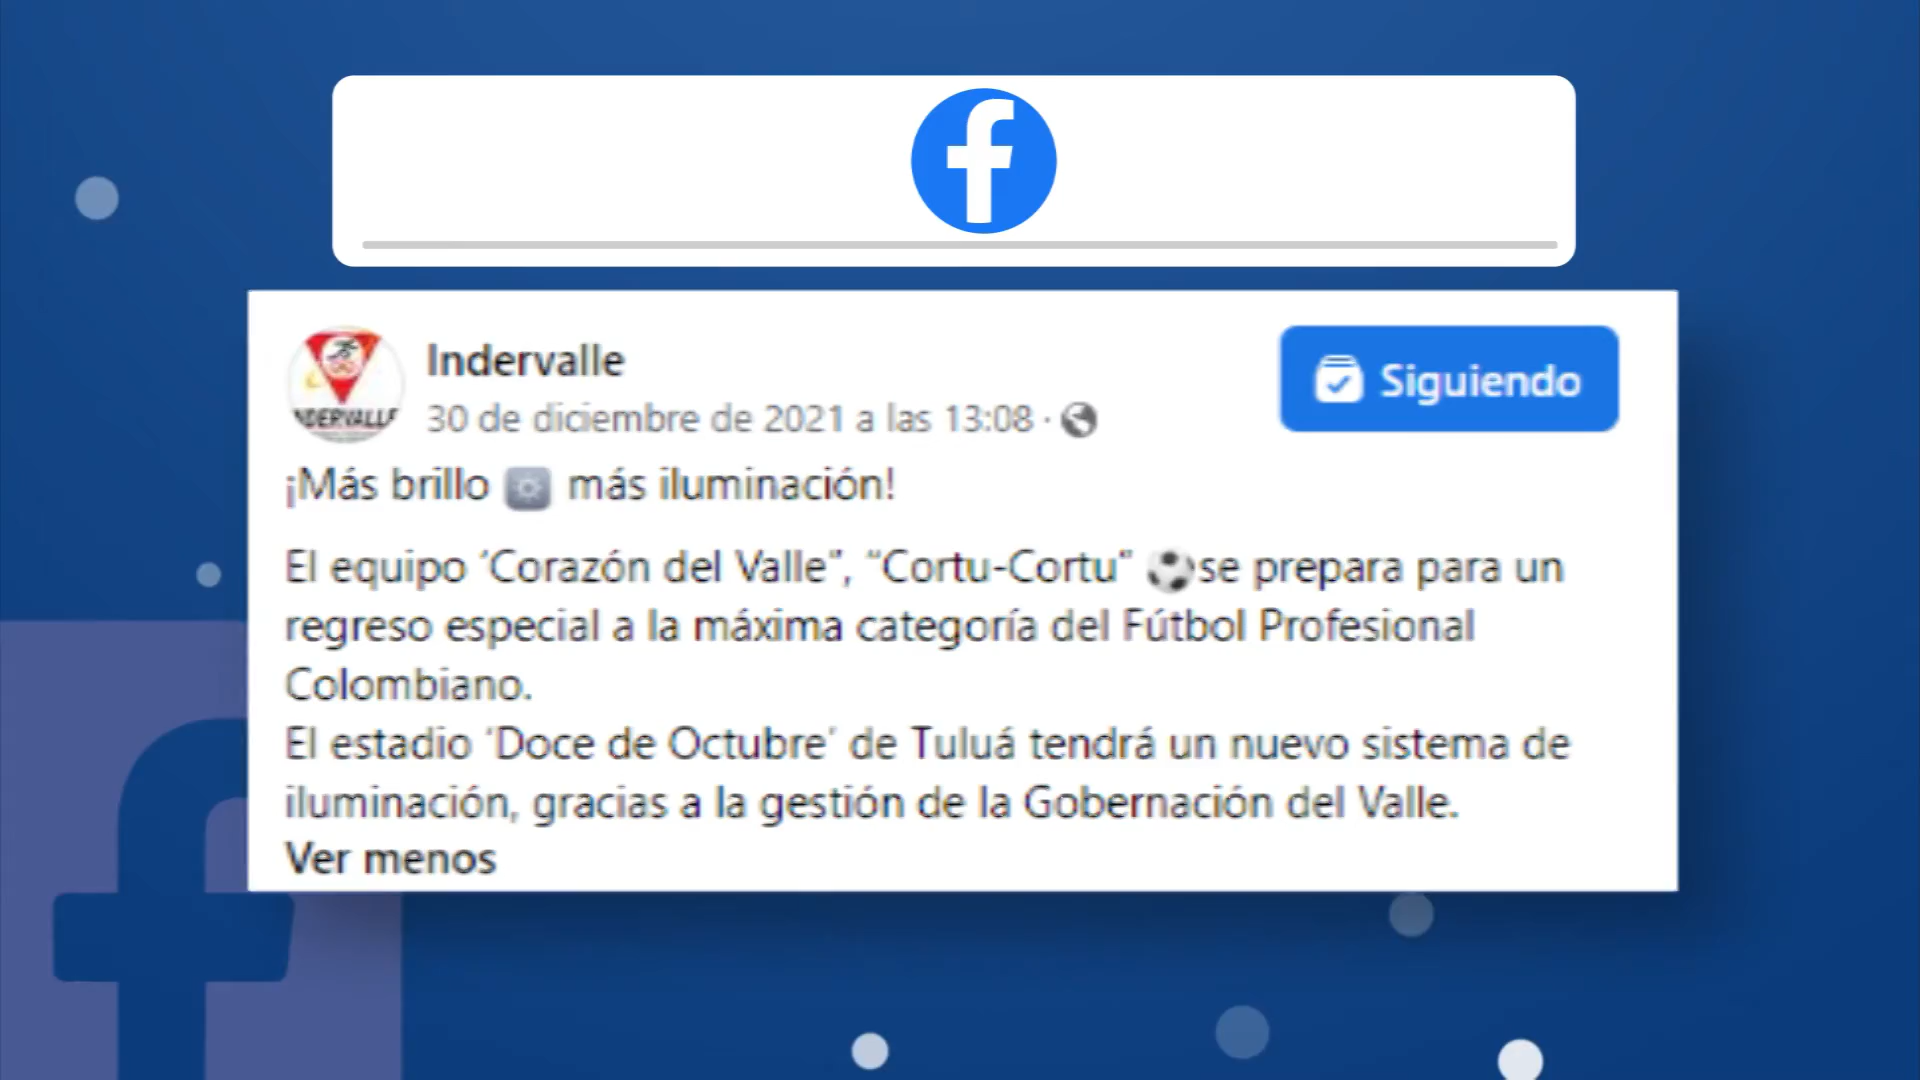 Indervalle
Siguiendo
30 de diciembre de 2021 a las 13:08 ·
INDERVALLE
¡Más brillo más iluminación!
El equipo ‘Corazón del Valle”, “Cortu-Cortu” se prepara para un
regreso especial a la máxima categoría del Fútbol Profesional
Colombiano.
El estadio ‘Doce de Octubre’ de Tuluá tendrá un nuevo sistema de
iluminación, gracias a la gestión de la Gobernación del Valle.
Ver menos